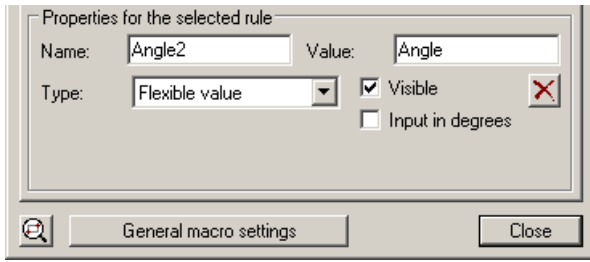 Properties for the selected rule
Name: Angle2 Value: Angle
Type: Flexible value Visible
Input in degrees
General macro settings Close